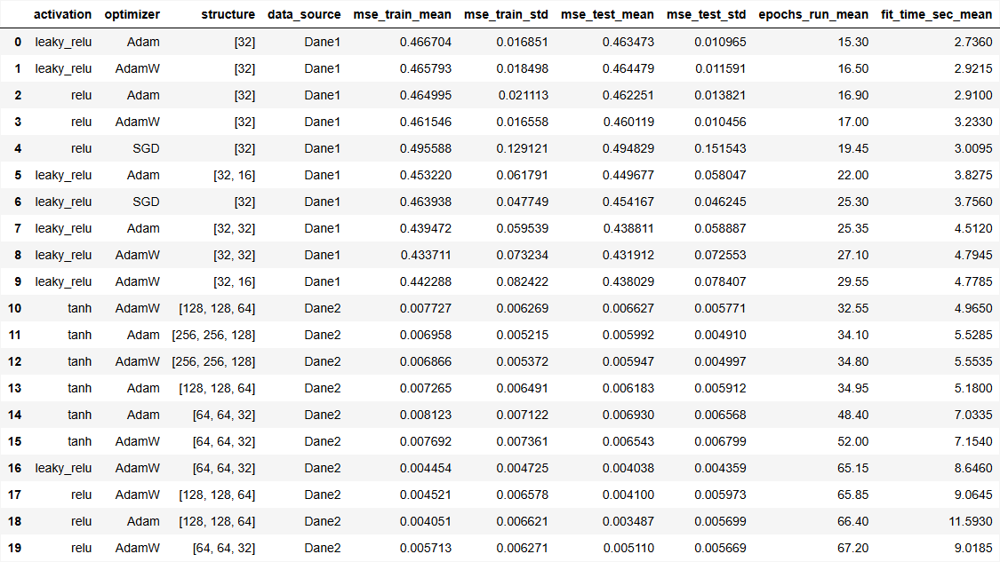 activation optimizer structure data_source mse_train_mean mse_train_std mse_test_mean mse_test_std epochs_run_mean fit_time_sec_mean
0 leaky_relu Adam [32] Dane1 0.466704 0.016851 0.463473 0.010965 15.30 2.7360
1 leaky_relu AdamW [32] Dane1 0.465793 0.018498 0.464479 0.011591 16.50 2.9215
2 relu Adam [32] Dane1 0.464995 0.021113 0.462251 0.013821 16.90 2.9100
3 relu AdamW [32] Dane1 0.461546 0.016558 0.460119 0.010456 17.00 3.2330
4 relu SGD [32] Dane1 0.495588 0.129121 0.494829 0.151543 19.45 3.0095
5 leaky_relu Adam [32, 16] Dane1 0.453220 0.061791 0.449677 0.058047 22.00 3.8275
6 leaky_relu SGD [32] Dane1 0.463938 0.047749 0.454167 0.046245 25.30 3.7560
7 leaky_relu Adam [32, 32] Dane1 0.439472 0.059539 0.438811 0.058887 25.35 4.5120
8 leaky_relu AdamW [32, 32] Dane1 0.433711 0.073234 0.431912 0.072553 27.10 4.7945
9 leaky_relu AdamW [32, 16] Dane1 0.442288 0.082422 0.438029 0.078407 29.55 4.7785
10 tanh AdamW [128, 128, 64] Dane2 0.007727 0.006269 0.006627 0.005771 32.55 4.9650
11 tanh Adam [256, 256, 128] Dane2 0.006958 0.005215 0.005992 0.004910 34.10 5.5285
12 tanh AdamW [256, 256, 128] Dane2 0.006866 0.005372 0.005947 0.004997 34.80 5.5535
13 tanh Adam [128, 128, 64] Dane2 0.007265 0.006491 0.006183 0.005912 34.95 5.1800
14 tanh Adam [64, 64, 32] Dane2 0.008123 0.007122 0.006930 0.006568 48.40 7.0335
15 tanh AdamW [64, 64, 32] Dane2 0.007692 0.007361 0.006543 0.006799 52.00 7.1540
16 leaky_relu AdamW [64, 64, 32] Dane2 0.004454 0.004725 0.004038 0.004359 65.15 8.6460
17 relu AdamW [128, 128, 64] Dane2 0.004521 0.006578 0.004100 0.005973 65.85 9.0645
18 relu Adam [128, 128, 64] Dane2 0.004051 0.006621 0.003487 0.005699 66.40 11.5930
19 relu AdamW [64, 64, 32] Dane2 0.005713 0.006271 0.005110 0.005669 67.20 9.0185